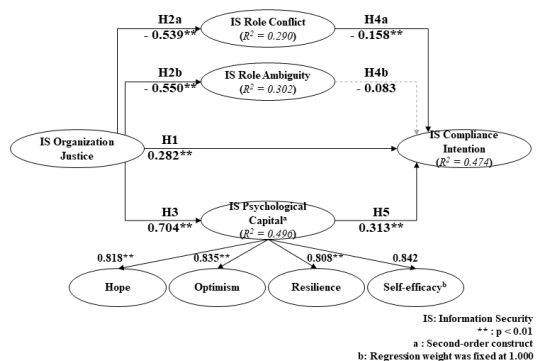 H2a
- 0.539**
IS Role Conflict
(R² = 0.290)
H4a
- 0.158**
H2b
- 0.550**
IS Role Ambiguity
(R² = 0.302)
H4b
- 0.083
IS Organization
Justice
H1
0.282**
IS Compliance
Intention
(R² = 0.474)
H3
0.704**
IS Psychological
Capitalᵃ
(R² = 0.496)
H5
0.313**
0.818**
0.835**
0.808**
0.842
Hope
Optimism
Resilience
Self-efficacyᵇ
IS: Information Security
** : p < 0.01
a : Second-order construct
b: Regression weight was fixed at 1.000